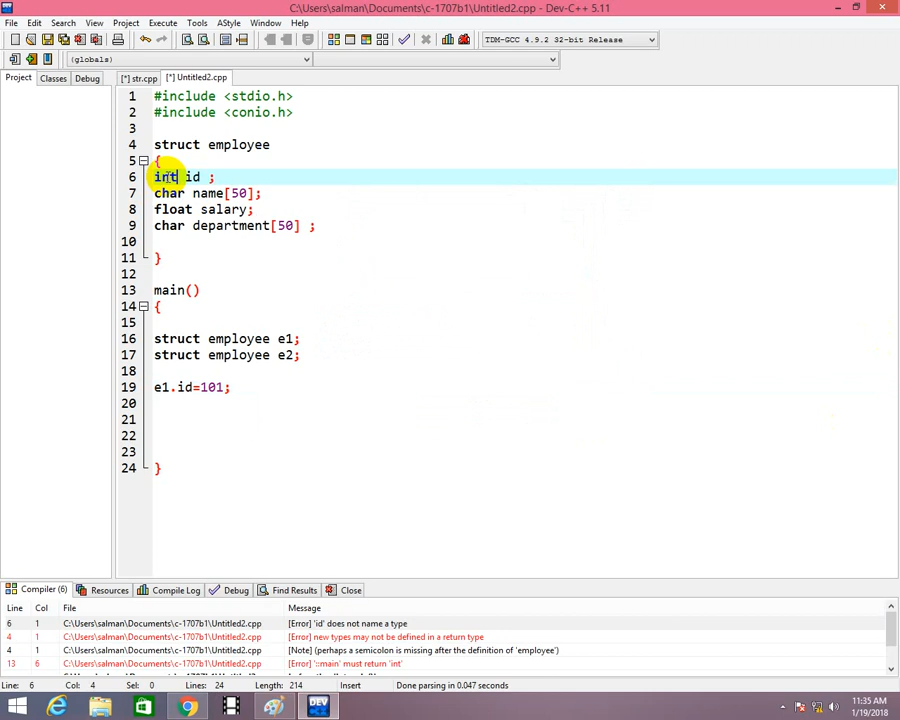 C:\Users\salman\Documents\c-1707b1\Untitled2.cpp - Dev-C++ 5.11
File Edit Search View Project Execute Tools AStyle Window Help
TDM-GCC 4.9.2 32-bit Release
(globals)
Project Classes Debug [*] str.cpp [*] Untitled2.cpp
1 #include <stdio.h>
2 #include <conio.h>
3
4 struct employee
5 {
6 int id ;
7 char name[50];
8 float salary;
9 char department[50] ;
10
11 }
12
13 main()
14 {
15
16 struct employee e1;
17 struct employee e2;
18
19 e1.id=101;
20
21
22
23
24 }
Compiler (6) Resources Compile Log Debug Find Results Close
Line Col File Message
6 1 C:\Users\salman\Documents\c-1707b1\Untitled2.cpp [Error] 'id' does not name a type
4 1 C:\Users\salman\Documents\c-1707b1\Untitled2.cpp [Error] new types may not be defined in a return type
4 1 C:\Users\salman\Documents\c-1707b1\Untitled2.cpp [Note] (perhaps a semicolon is missing after the definition of 'employee')
13 6 C:\Users\salman\Documents\c-1707b1\Untitled2.cpp [Error] '::main' must return 'int'
Line: 6 Col: 4 Sel: 0 Lines: 24 Length: 214 Insert Done parsing in 0.047 seconds
DEV
11:35 AM
1/19/2018